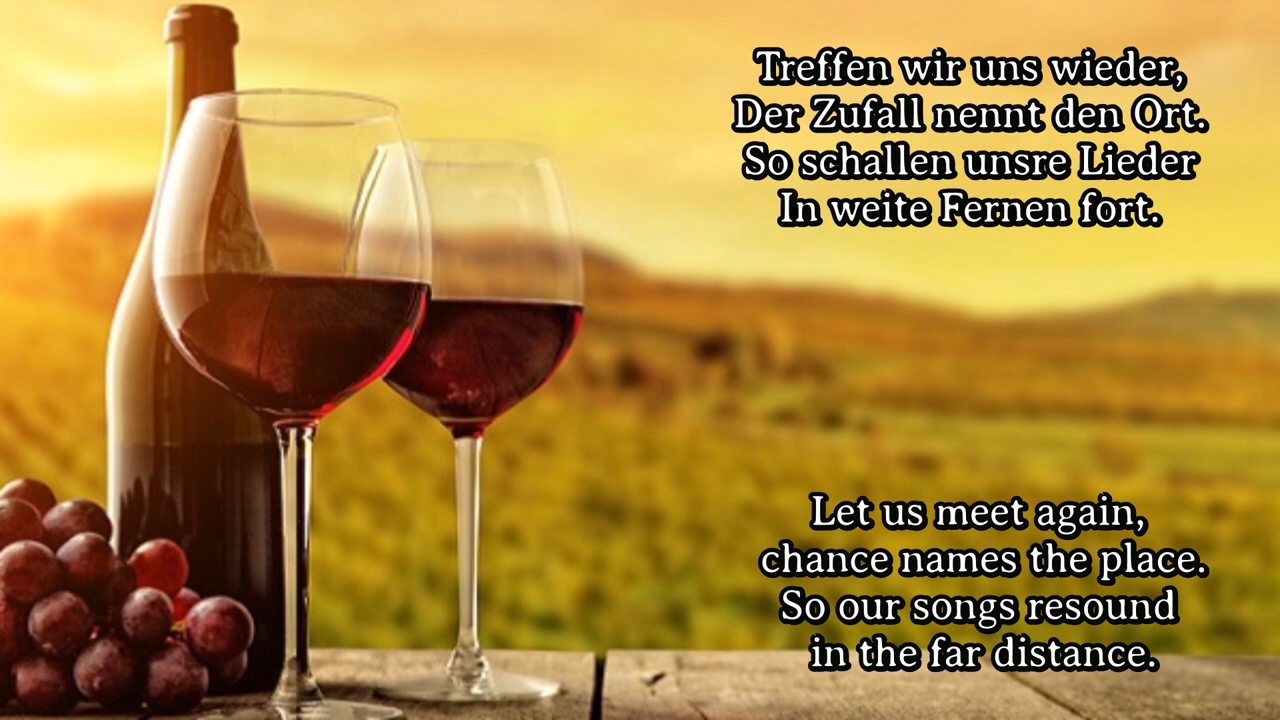 Treffen wir uns wieder,
Der Zufall nennt den Ort.
So schallen unsre Lieder
In weite Fernen fort.
Let us meet again,
chance names the place.
So our songs resound
in the far distance.